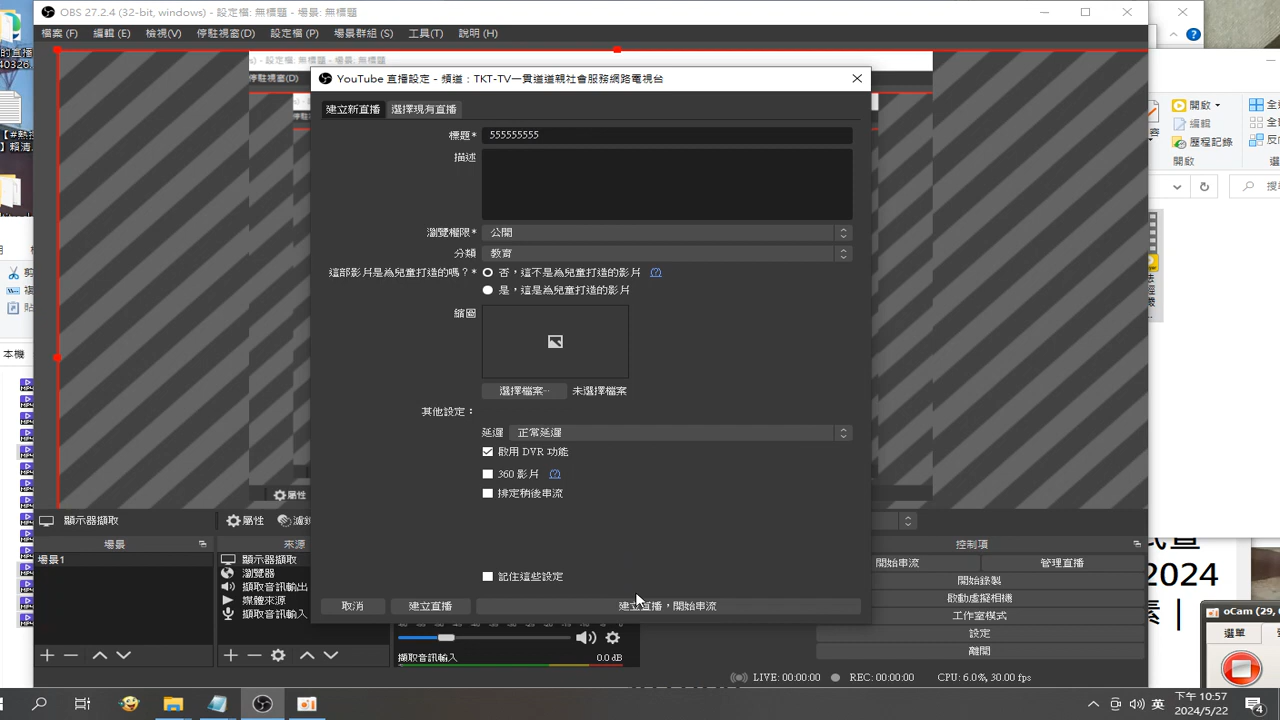 OBS 27.2.4 (32-bit, windows) - 設定檔: 無標題 - 場景: 無標題
檔案 (F) 編輯 (E) 檢視(V) 停駐視窗(D) 設定檔 (P) 場景群組 (S) 工具(T) 說明 (H)
YouTube 直播設定 - 頻道：TKT-TV一貫道道親社會服務網路電視台
建立新直播 選擇現有直播
標題* 555555555
描述
瀏覽權限* 公開
分類 教育
這部影片是為兒童打造的嗎？* 否，這不是為兒童打造的影片 (?)
是，這是為兒童打造的影片
縮圖
選擇檔案… 未選擇檔案
其他設定：
延遲 正常延遲
啟用 DVR 功能
360 影片 (?)
排定稍後串流
記住這些設定
取消 建立直播 建立直播，開始串流
開啟
編輯
歷程記錄
開啟
本機
屬性
顯示器擷取 屬性
場景 來源 控制項
場景1
顯示器擷取
瀏覽器
擷取音訊輸出
媒體來源
擷取音訊輸入
開始串流 管理直播
開始錄製
啟動虛擬相機
工作室模式
設定
離開
擷取音訊輸入 0.0 dB
LIVE: 00:00:00 REC: 00:00:00 CPU: 6.0%, 30.00 fps
2024
素｜
oCam (29,
選單
英
下午 10:57
2024/5/22
4